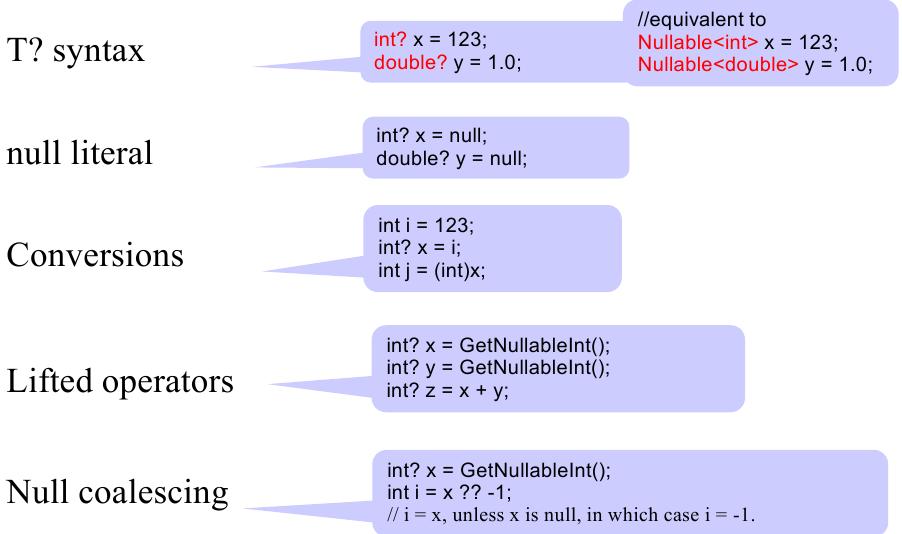 T? syntax
int? x = 123;
double? y = 1.0;
//equivalent to
Nullable<int> x = 123;
Nullable<double> y = 1.0;
null literal
int? x = null;
double? y = null;
Conversions
int i = 123;
int? x = i;
int j = (int)x;
Lifted operators
int? x = GetNullableInt();
int? y = GetNullableInt();
int? z = x + y;
Null coalescing
int? x = GetNullableInt();
int i = x ?? -1;
// i = x, unless x is null, in which case i = -1.